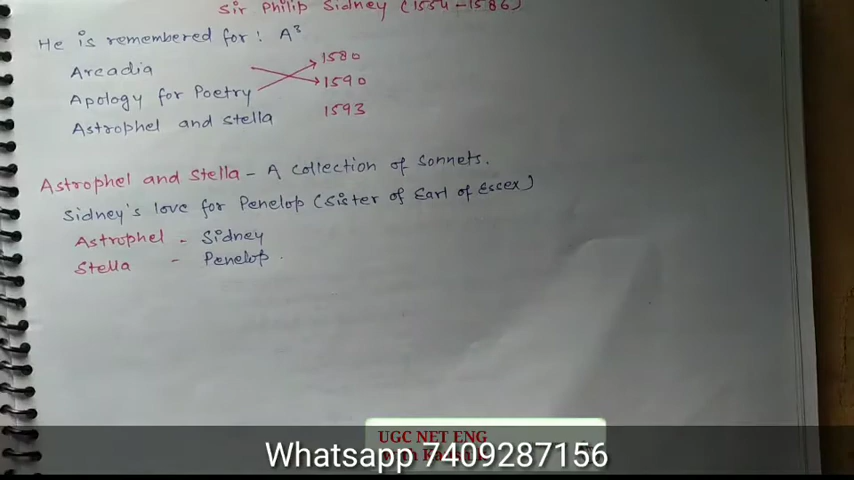 Sir Philip Sidney (1554-1586)
He is remembered for: A³
Arcadia 1580
Apology for Poetry 1590
Astrophel and Stella 1593
Astrophel and Stella - A collection of sonnets.
Sidney's love for Penelop (Sister of Earl of Essex)
Astrophel - Sidney
Stella - Penelop.
UGC NET ENG
Whatsapp 7409287156